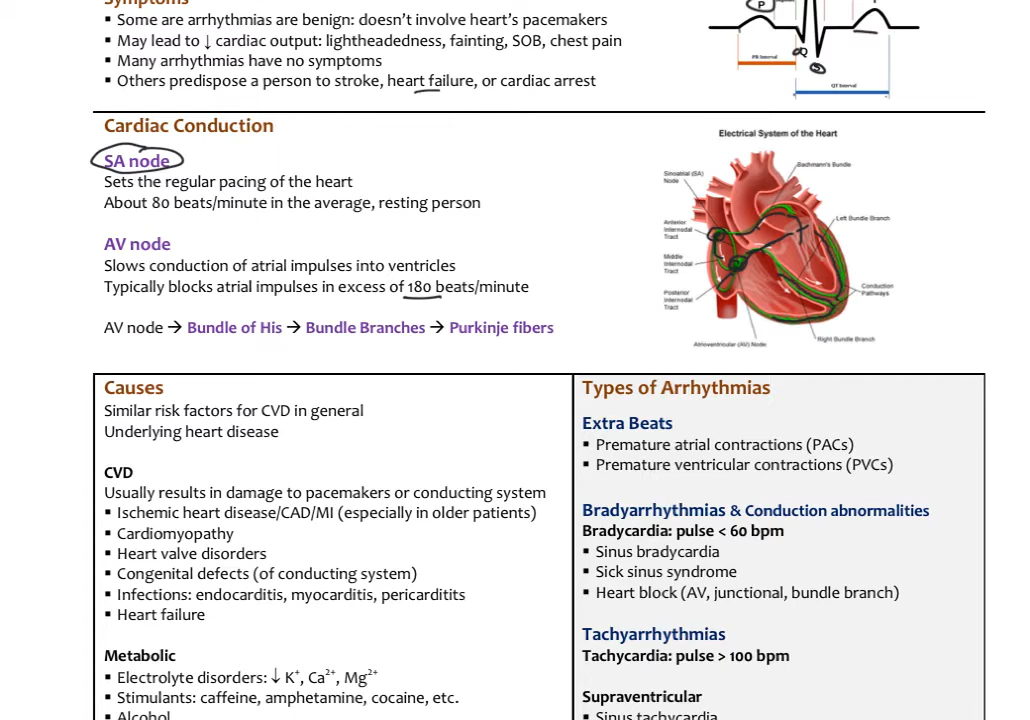 Symptoms
▪ Some are arrhythmias are benign: doesn't involve heart's pacemakers
▪ May lead to ↓ cardiac output: lightheadedness, fainting, SOB, chest pain
▪ Many arrhythmias have no symptoms
▪ Others predispose a person to stroke, heart failure, or cardiac arrest
P
Q
S
PR Interval
QT Interval
Cardiac Conduction
SA node
Sets the regular pacing of the heart
About 80 beats/minute in the average, resting person
AV node
Slows conduction of atrial impulses into ventricles
Typically blocks atrial impulses in excess of 180 beats/minute
AV node → Bundle of His → Bundle Branches → Purkinje fibers
Electrical System of the Heart
Bachmann's Bundle
Sinoatrial (SA)
Node
Left Bundle Branch
Anterior
Internodal
Tract
Middle
Internodal
Tract
Conduction
Pathways
Posterior
Internodal
Tract
Right Bundle Branch
Atrioventricular (AV) Node
Causes
Similar risk factors for CVD in general
Underlying heart disease
CVD
Usually results in damage to pacemakers or conducting system
▪ Ischemic heart disease/CAD/MI (especially in older patients)
▪ Cardiomyopathy
▪ Heart valve disorders
▪ Congenital defects (of conducting system)
▪ Infections: endocarditis, myocarditis, pericarditits
▪ Heart failure
Metabolic
▪ Electrolyte disorders: ↓ K⁺, Ca²⁺, Mg²⁺
▪ Stimulants: caffeine, amphetamine, cocaine, etc.
▪ Alcohol
Types of Arrhythmias
Extra Beats
▪ Premature atrial contractions (PACs)
▪ Premature ventricular contractions (PVCs)
Bradyarrhythmias & Conduction abnormalities
Bradycardia: pulse < 60 bpm
▪ Sinus bradycardia
▪ Sick sinus syndrome
▪ Heart block (AV, junctional, bundle branch)
Tachyarrhythmias
Tachycardia: pulse > 100 bpm
Supraventricular
▪ Sinus tachycardia